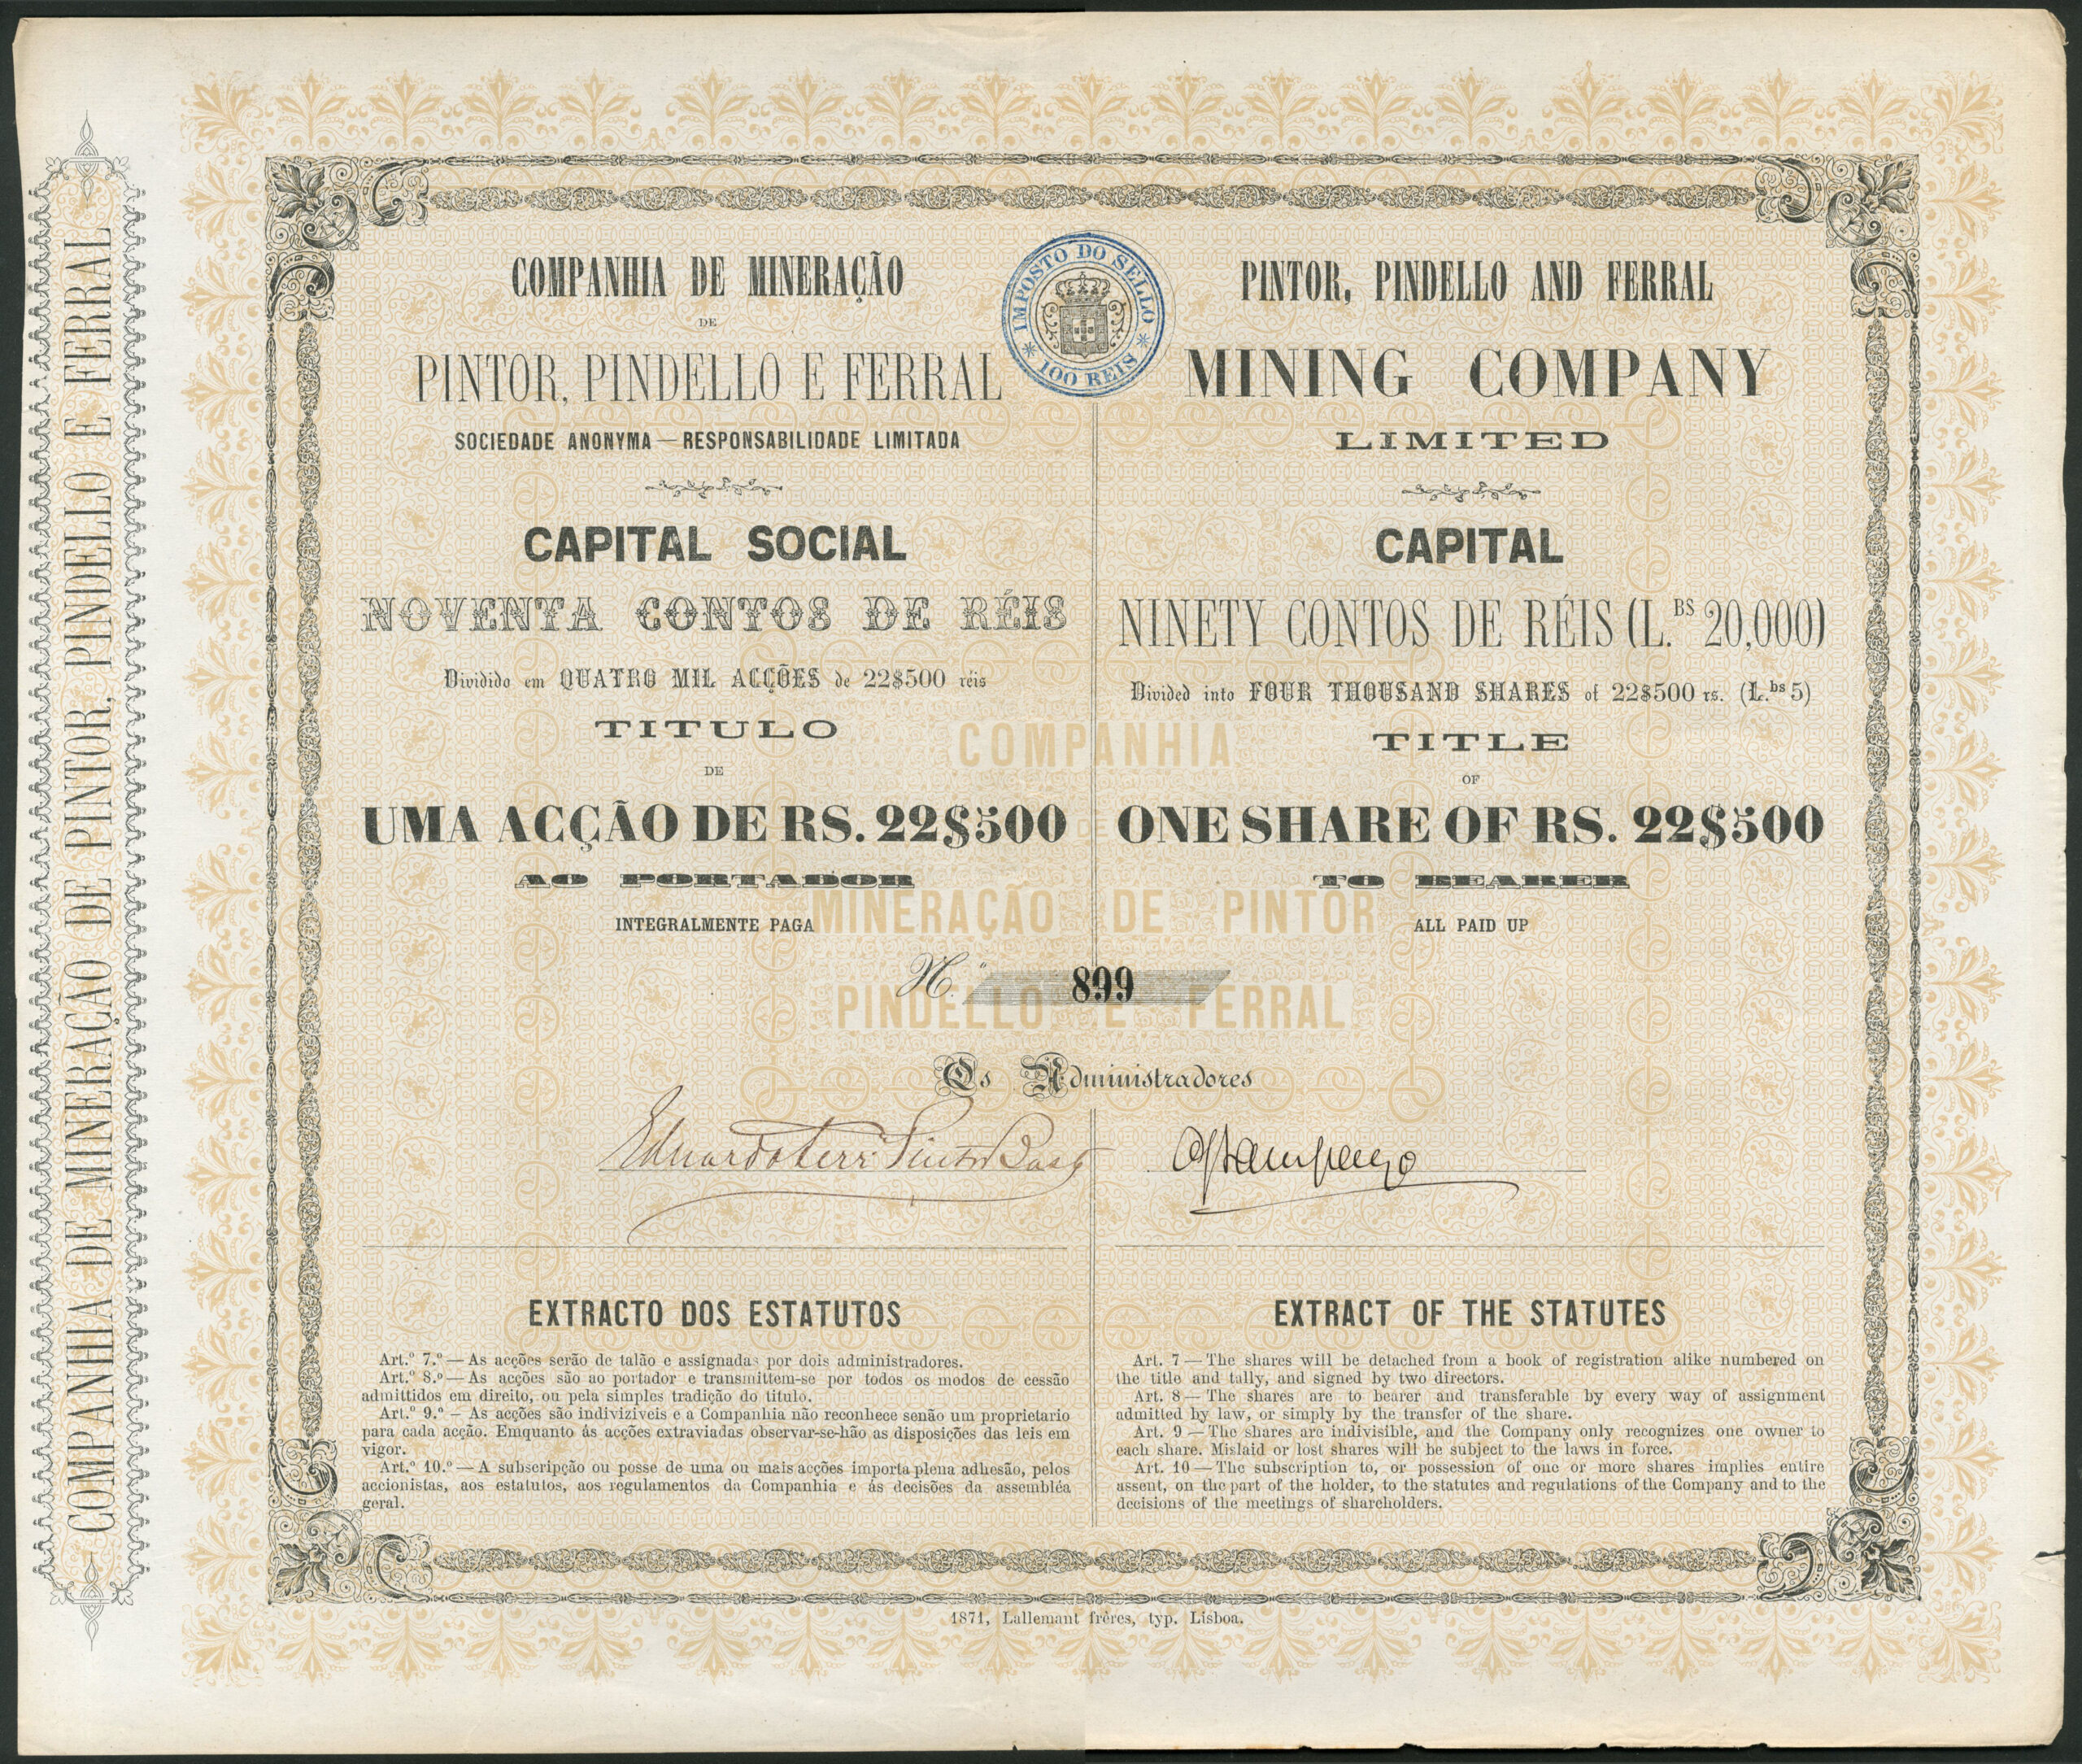 COMPANHIA DE MINERAÇÃO DE PINTOR, PINDELLO E FERRAL
COMPANHIA DE MINERAÇÃO
DE
PINTOR, PINDELLO E FERRAL
SOCIEDADE ANONYMA — RESPONSABILIDADE LIMITADA
CAPITAL SOCIAL
NOVENTA CONTOS DE RÉIS
Dividido em QUATRO MIL ACÇÕES de 22$500 réis
TITULO
DE
UMA ACÇÃO DE RS. 22$500
AO PORTADOR
INTEGRALMENTE PAGA
IMPOSTO DO SELLO
* 100 REIS *
PINTOR, PINDELLO AND FERRAL
MINING COMPANY
LIMITED
CAPITAL
NINETY CONTOS DE RÉIS (L.BS 20,000)
Divided into FOUR THOUSAND SHARES of 22$500 rs. (L.bs 5)
TITLE
OF
ONE SHARE OF RS. 22$500
TO BEARER
ALL PAID UP
COMPANHIA
DE
MINERAÇÃO DE PINTOR
PINDELLO E FERRAL
N.º 899
Os Administradores
Eduardo Pinto Basto
EXTRACTO DOS ESTATUTOS
Art.º 7.º — As acções serão de talão e assignadas por dois administradores.
Art.º 8.º — As acções são ao portador e transmittem-se por todos os modos de cessão
admittidos em direito, ou pela simples tradição do titulo.
Art.º 9.º — As acções são indiviziveis e a Companhia não reconhece senão um proprietario
para cada acção. Emquanto ás acções extraviadas observar-se-hão as disposições das leis em
vigor.
Art.º 10.º — A subscripção ou posse de uma ou mais acções importa plena adhesão, pelos
accionistas, aos estatutos, aos regulamentos da Companhia e ás decisões da assembléa
geral.
EXTRACT OF THE STATUTES
Art. 7 — The shares will be detached from a book of registration alike numbered on
the title and tally, and signed by two directors.
Art. 8 — The shares are to bearer and transferable by every way of assignment
admitted by law, or simply by the transfer of the share.
Art. 9 — The shares are indivisible, and the Company only recognizes one owner to
each share. Mislaid or lost shares will be subject to the laws in force.
Art. 10 — The subscription to, or possession of one or more shares implies entire
assent, on the part of the holder, to the statutes and regulations of the Company and to the
decisions of the meetings of shareholders.
1871, Lallemant frères, typ. Lisboa.